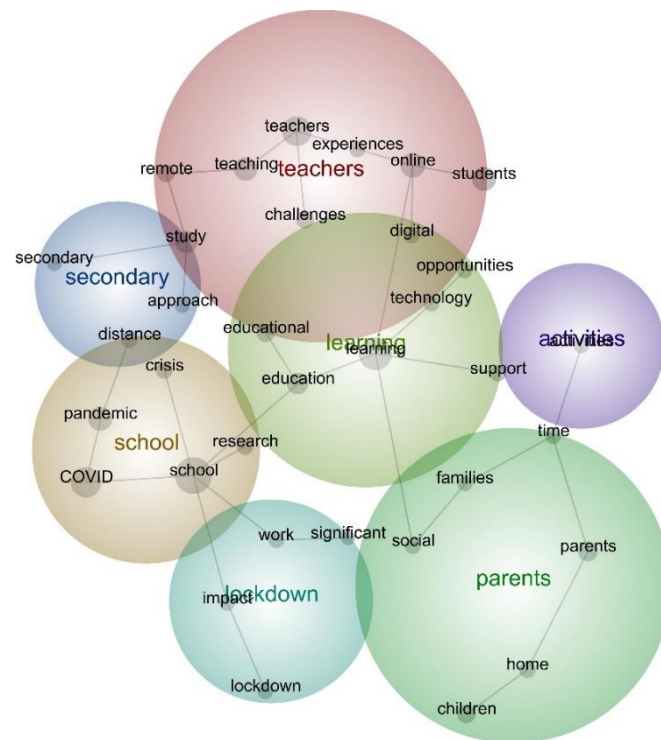 teachers
experiences
remote
teaching
teachers
online
students
challenges
study
digital
secondary
secondary
opportunities
approach
technology
distance
educational
learning
learning
activities
activities
crisis
education
support
pandemic
school
research
time
COVID
school
families
work
significant
social
parents
impact
lockdown
parents
home
lockdown
children